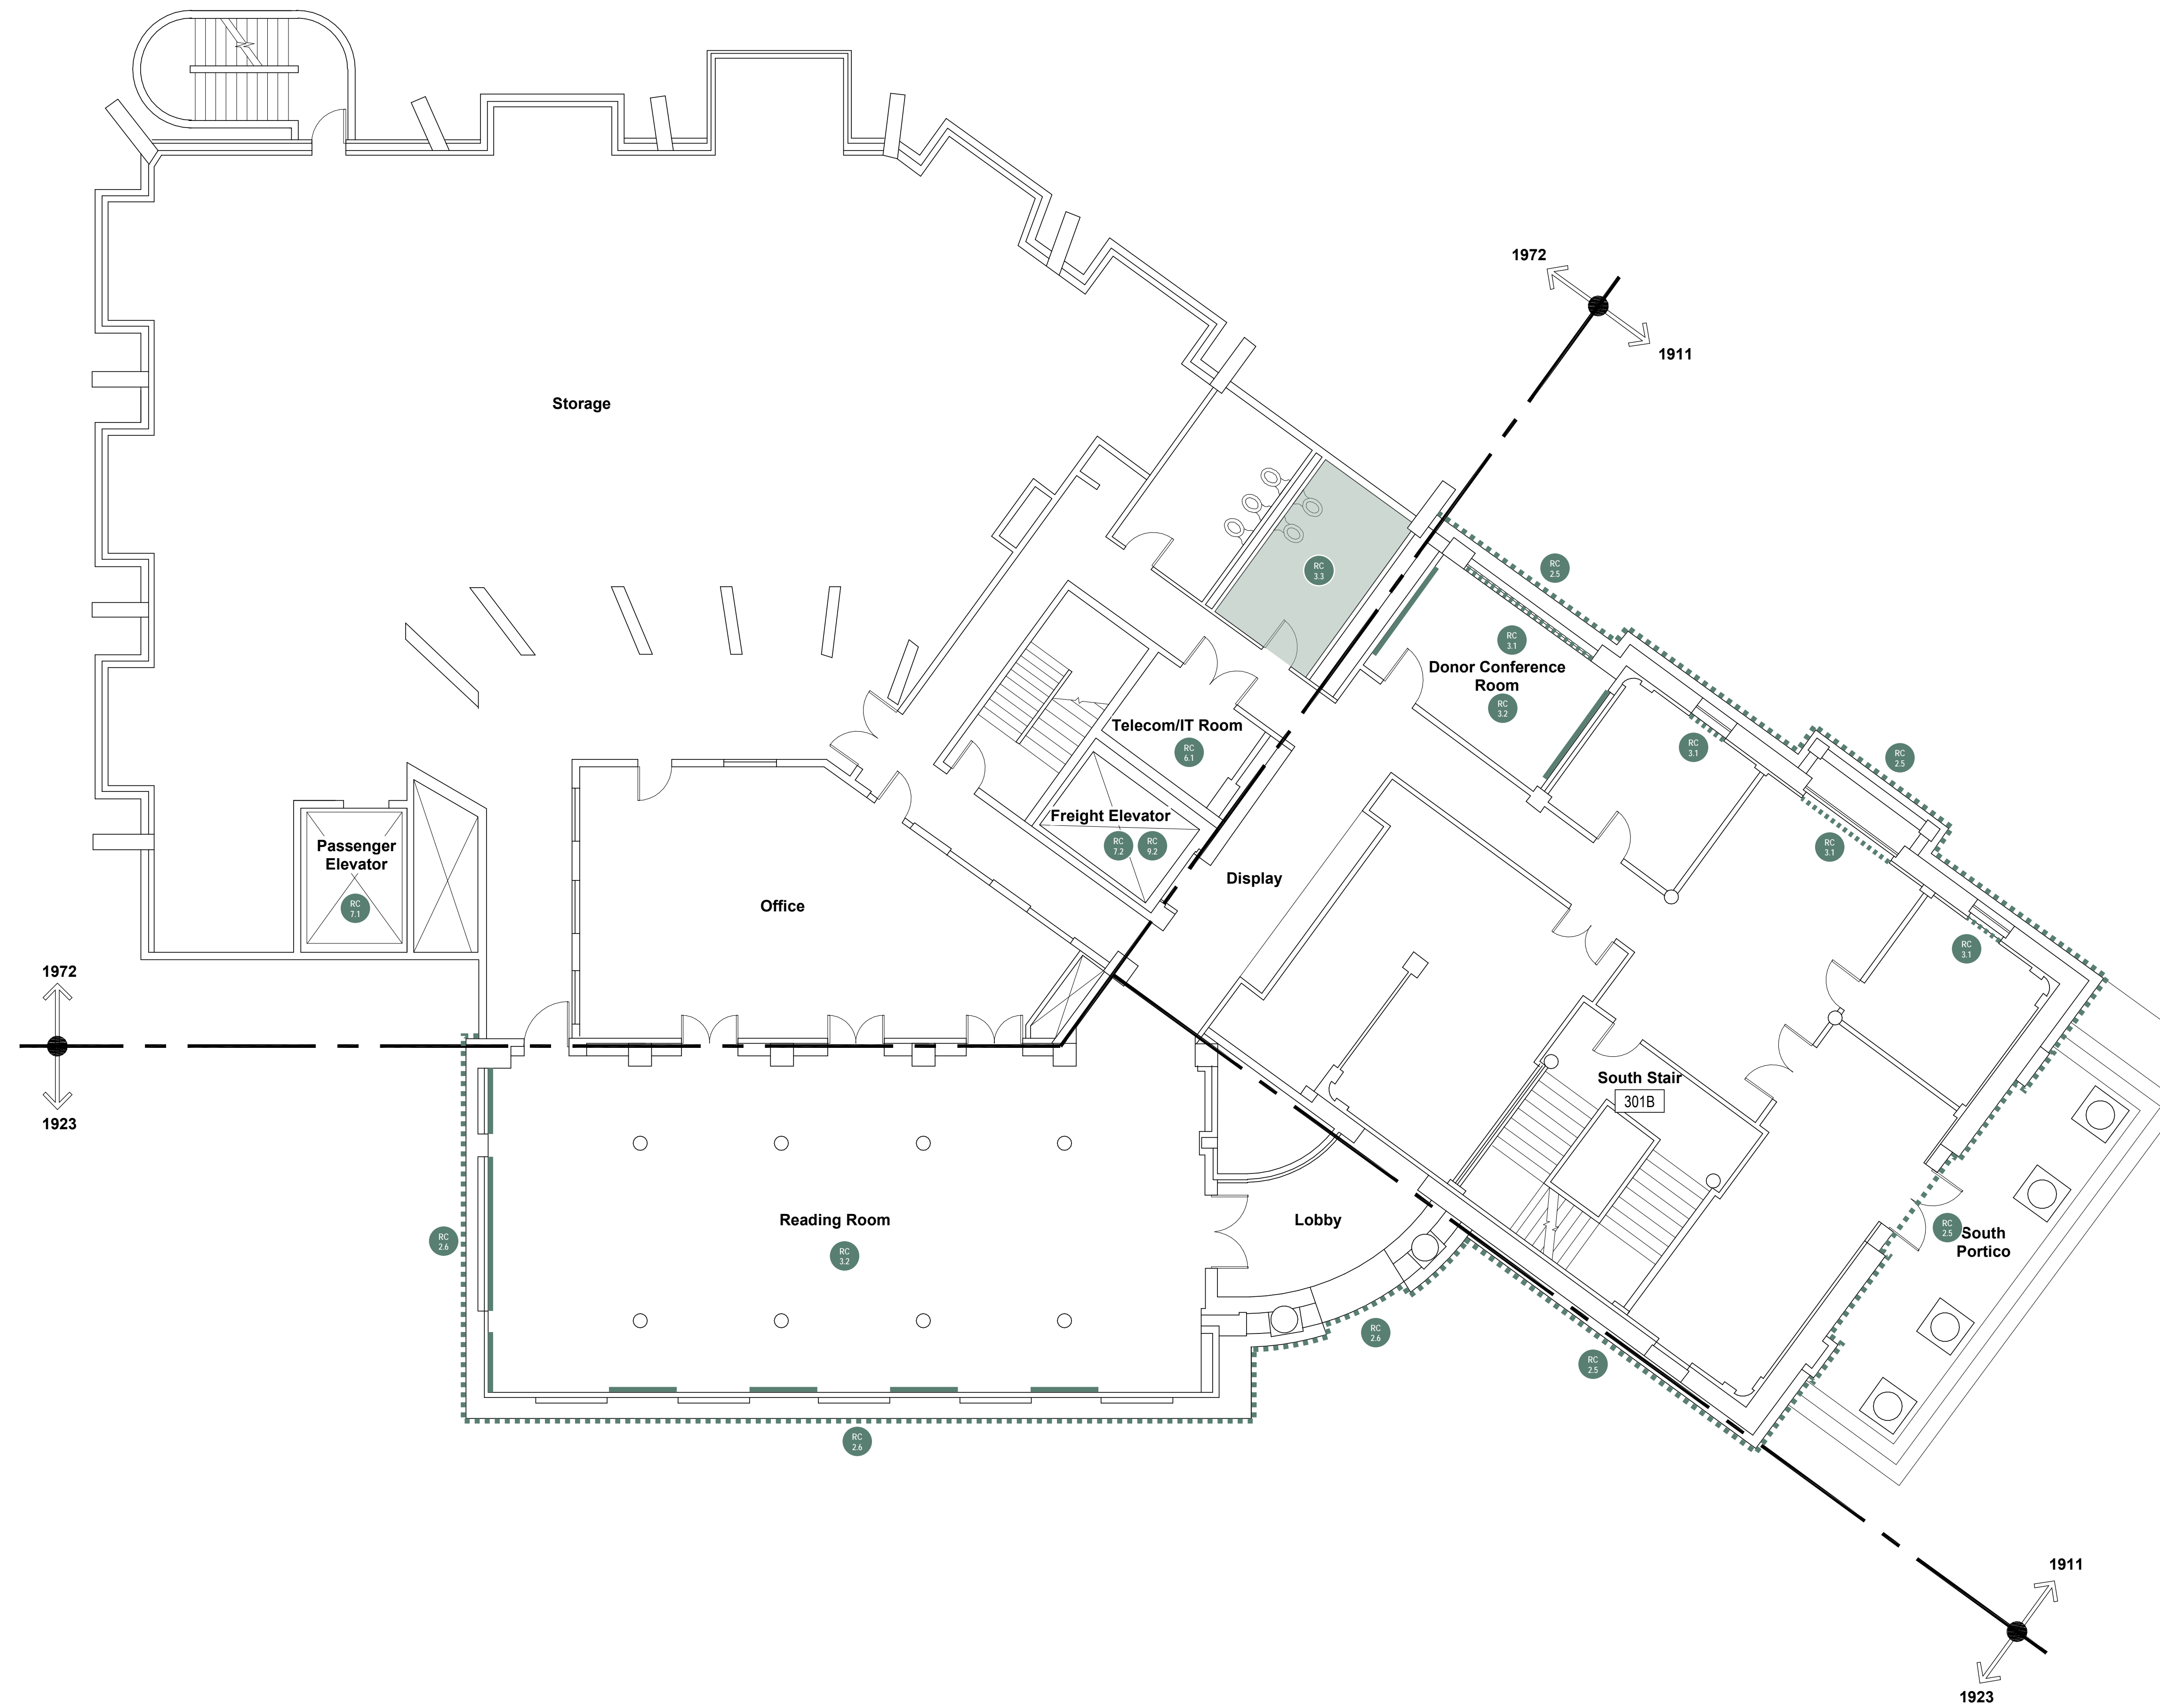 1972
1911
Storage
RC
3.3
RC
2.5
RC
3.1
Donor Conference
Room
RC
3.2
Telecom/IT Room
RC
6.1
RC
3.1
RC
2.5
Freight Elevator
RC
7.2
RC
9.2
RC
3.1
Passenger
Elevator
RC
7.1
Office
Display
RC
3.1
1972
1923
South Stair
301B
Reading Room
RC
3.2
RC
2.6
Lobby
RC
2.5
South
Portico
RC
2.6
RC
2.5
RC
2.6
1911
1923